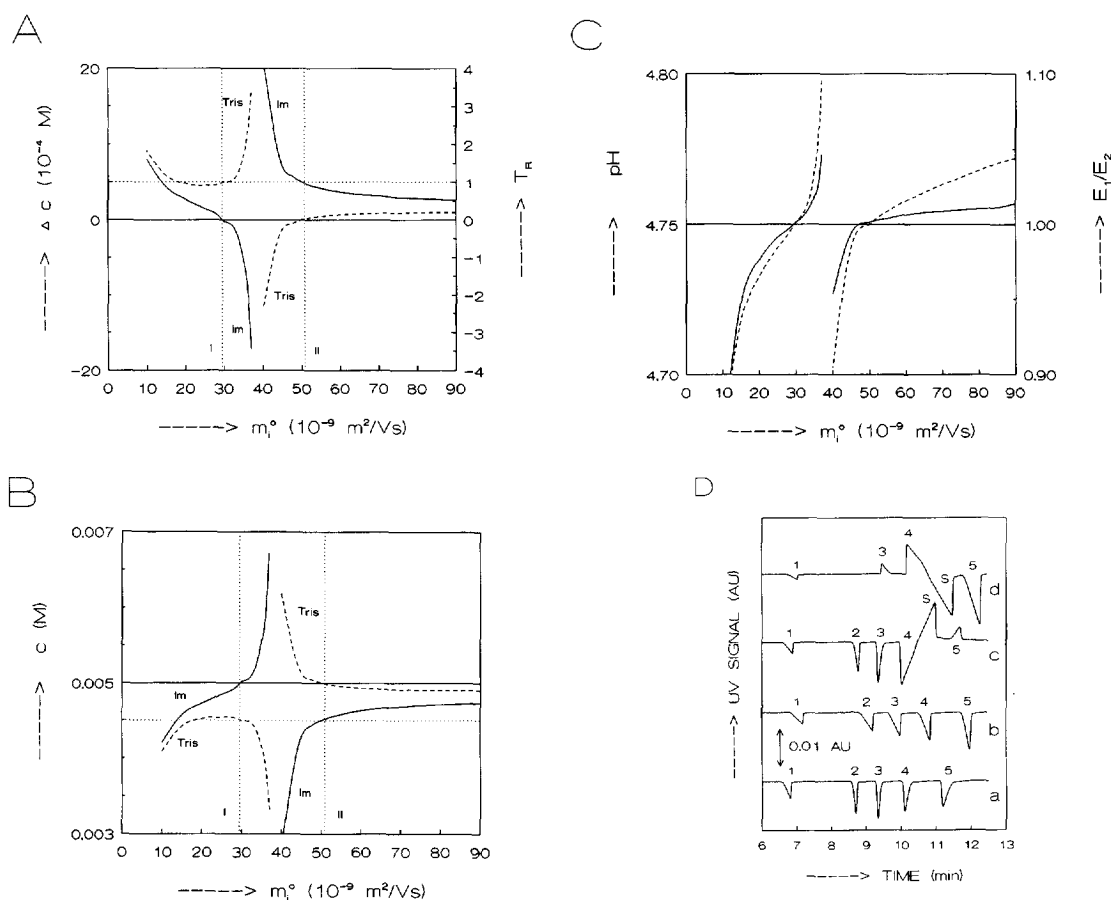 A
20
10
0
-10
-20
4
3
2
1
0
-1
-2
-3
-4
-----> Δ c (10⁻⁴ M)
-----> T_R
Tris
Im
Im
Tris
I
II
0 10 20 30 40 50 60 70 80 90
-----> m_i° (10⁻⁹ m²/Vs)
C
4.80
4.75
4.70
1.10
1.00
0.90
-----> pH
-----> E₁/E₂
0 10 20 30 40 50 60 70 80 90
-----> m_i° (10⁻⁹ m²/Vs)
B
0.007
0.005
0.003
-----> c (M)
Tris
Im
Tris
Im
I
II
0 10 20 30 40 50 60 70 80 90
-----> m_i° (10⁻⁹ m²/Vs)
D
-----> UV SIGNAL (AU)
1 3 4 S 5 d
1 2 3 4 S 5 c
1 2 3 4 5 b
0.01 AU
1 2 3 4 5 a
6 7 8 9 10 11 12 13
-----> TIME (min)